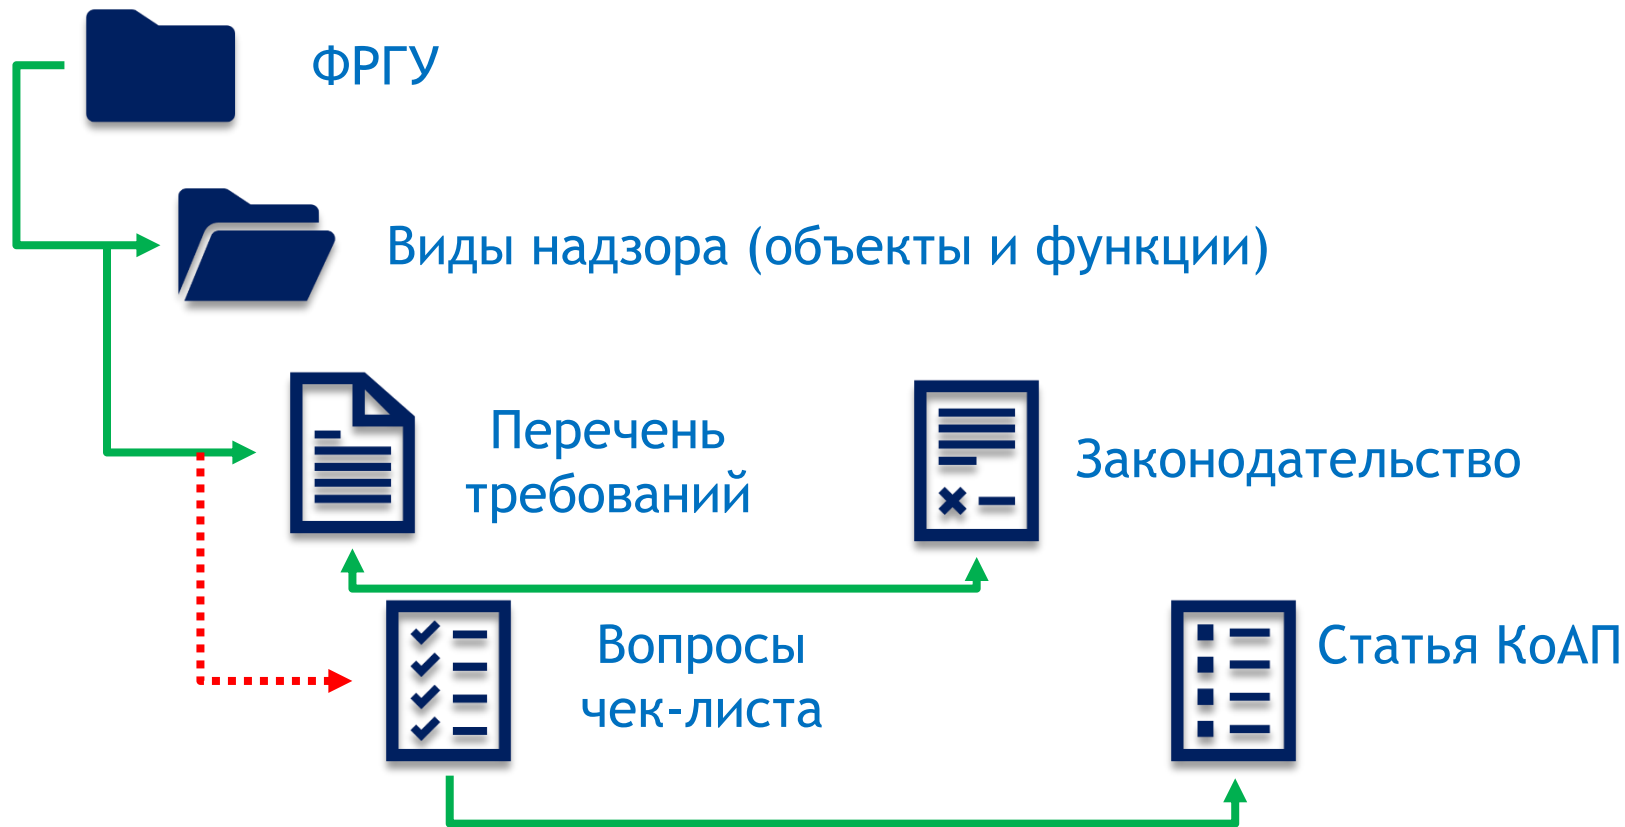 ФРГУ
Виды надзора (объекты и функции)
Перечень
требований
Законодательство
Вопросы
чек-листа
Статья КоАП